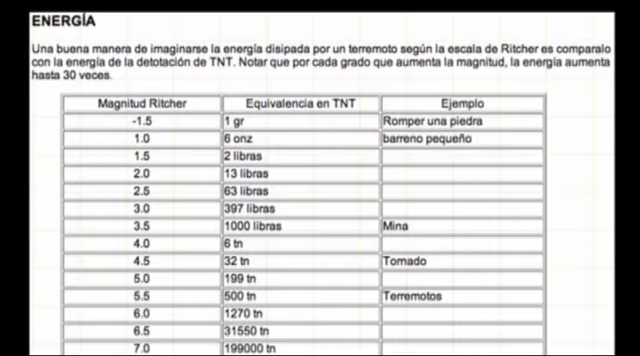 ENERGÍA
Una buena manera de imaginarse la energía disipada por un terremoto según la escala de Ritcher es comparalo
con la energía de la detotación de TNT. Notar que por cada grado que aumenta la magnitud, la energía aumenta
hasta 30 veces.
Magnitud Ritcher Equivalencia en TNT Ejemplo
-1.5 1 gr Romper una piedra
1.0 6 onz barreno pequeño
1.5 2 libras
2.0 13 libras
2.5 63 libras
3.0 397 libras
3.5 1000 libras Mina
4.0 6 tn
4.5 32 tn Tornado
5.0 199 tn
5.5 500 tn Terremotos
6.0 1270 tn
6.5 31550 tn
7.0 199000 tn